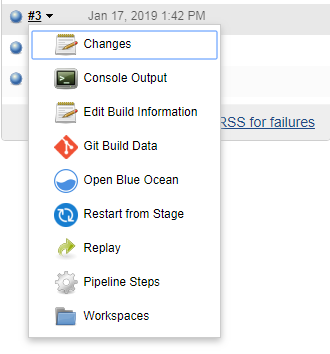 #3 Jan 17, 2019 1:42 PM
Changes
Console Output
Edit Build Information
RSS for failures
Git Build Data
Open Blue Ocean
Restart from Stage
Replay
Pipeline Steps
Workspaces